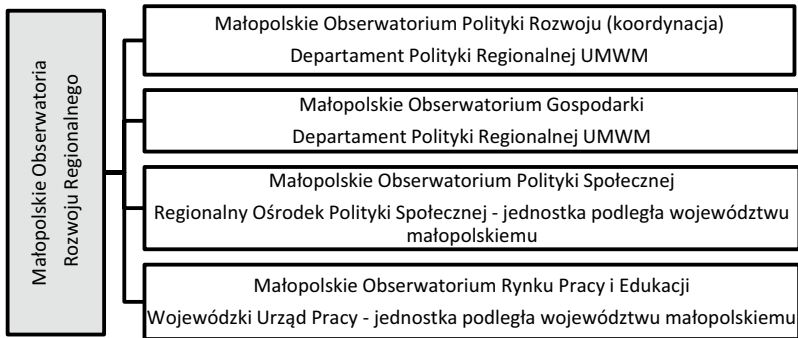 Małopolskie Obserwatoria
Rozwoju Regionalnego
Małopolskie Obserwatorium Polityki Rozwoju (koordynacja)
Departament Polityki Regionalnej UMWM
Małopolskie Obserwatorium Gospodarki
Departament Polityki Regionalnej UMWM
Małopolskie Obserwatorium Polityki Społecznej
Regionalny Ośrodek Polityki Społecznej - jednostka podległa województwu
małopolskiemu
Małopolskie Obserwatorium Rynku Pracy i Edukacji
Wojewódzki Urząd Pracy - jednostka podległa województwu małopolskiemu